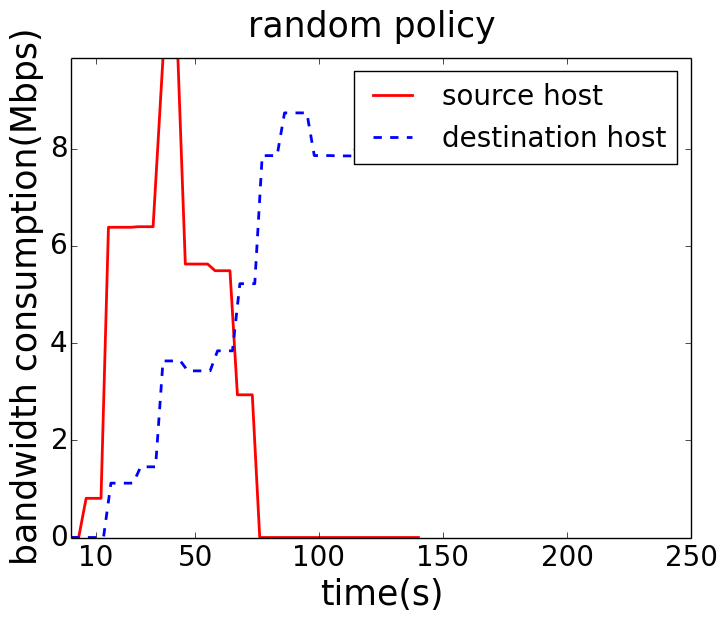 random policy
bandwidth consumption(Mbps)
source host
destination host
8
6
4
2
0
10 50 100 150 200 250
time(s)